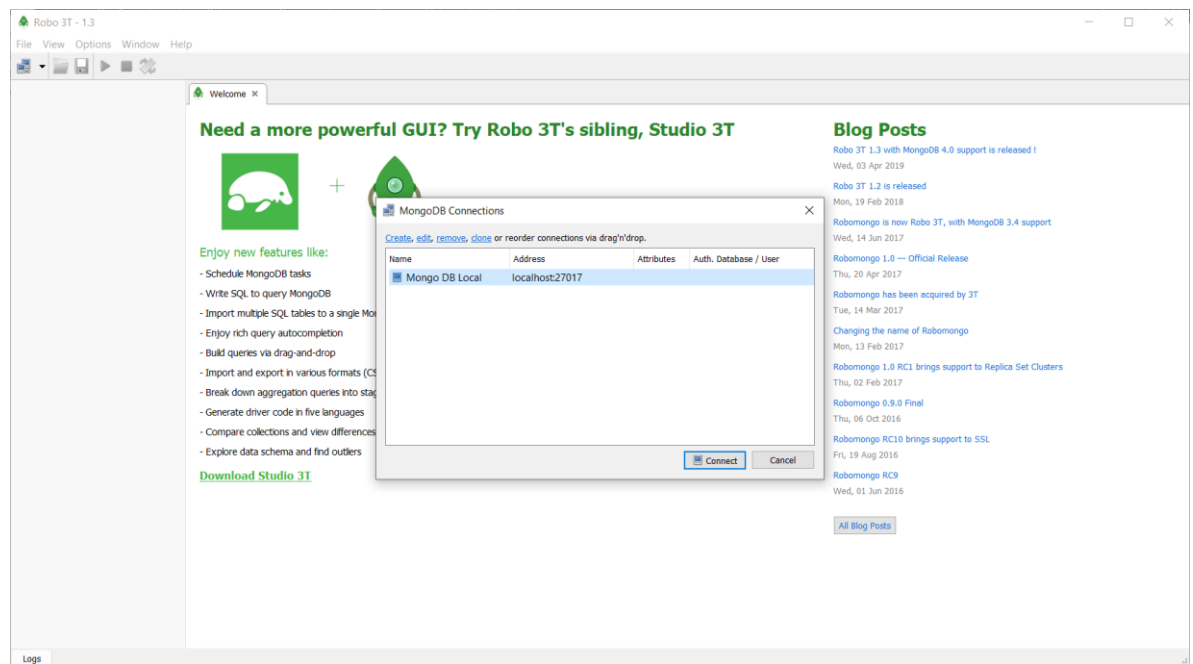 Robo 3T - 1.3
File View Options Window Help
Welcome
Need a more powerful GUI? Try Robo 3T's sibling, Studio 3T
+
Enjoy new features like:
- Schedule MongoDB tasks
- Write SQL to query MongoDB
- Import multiple SQL tables to a single Mo
- Enjoy rich query autocompletion
- Build queries via drag-and-drop
- Import and export in various formats (CS
- Break down aggregation queries into stag
- Generate driver code in five languages
- Compare collections and view differences
- Explore data schema and find outliers
Download Studio 3T
MongoDB Connections
Create, edit, remove, clone or reorder connections via drag'n'drop.
Name Address Attributes Auth. Database / User
Mongo DB Local localhost:27017
Connect Cancel
Blog Posts
Robo 3T 1.3 with MongoDB 4.0 support is released !
Wed, 03 Apr 2019
Robo 3T 1.2 is released
Mon, 19 Feb 2018
Robomongo is now Robo 3T, with MongoDB 3.4 support
Wed, 14 Jun 2017
Robomongo 1.0 — Official Release
Thu, 20 Apr 2017
Robomongo has been acquired by 3T
Tue, 14 Mar 2017
Changing the name of Robomongo
Mon, 13 Feb 2017
Robomongo 1.0 RC1 brings support to Replica Set Clusters
Thu, 02 Feb 2017
Robomongo 0.9.0 Final
Thu, 06 Oct 2016
Robomongo RC10 brings support to SSL
Fri, 19 Aug 2016
Robomongo RC9
Wed, 01 Jun 2016
All Blog Posts
Logs